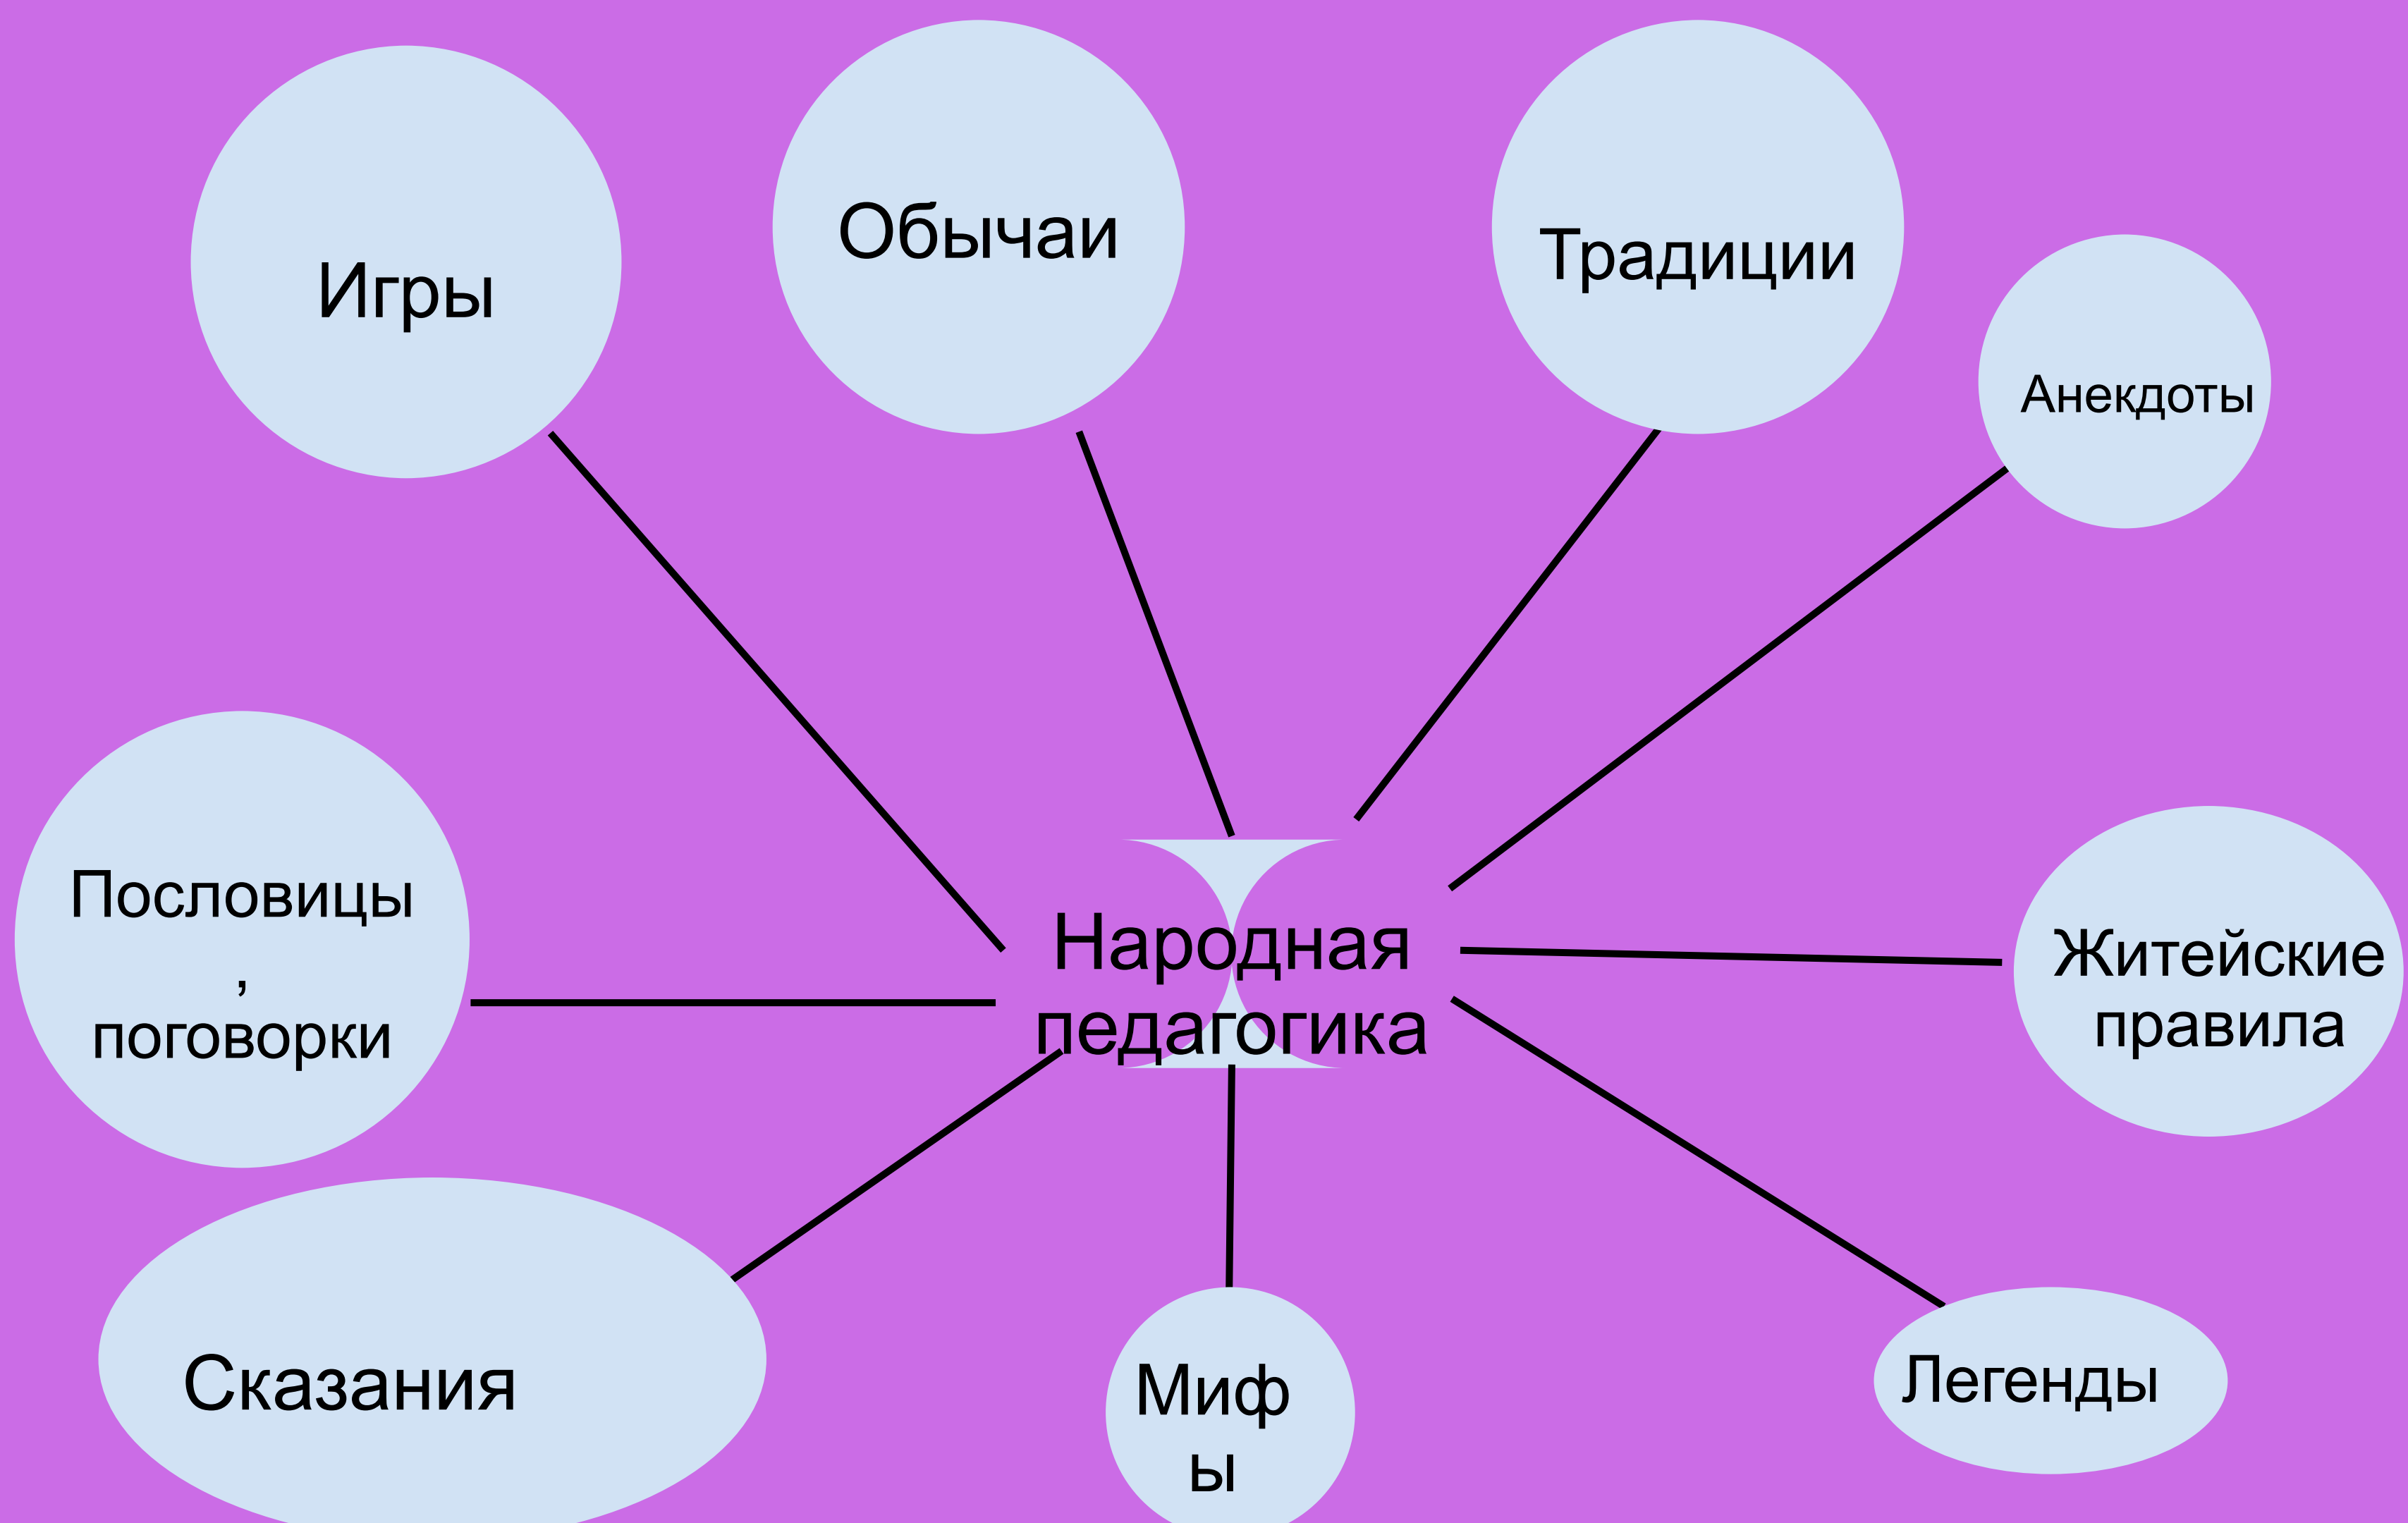 Игры
Обычаи
Традиции
Анекдоты
Пословицы
,
поговорки
Народная
педагогика
Житейские
правила
Сказания
Миф
ы
Легенды